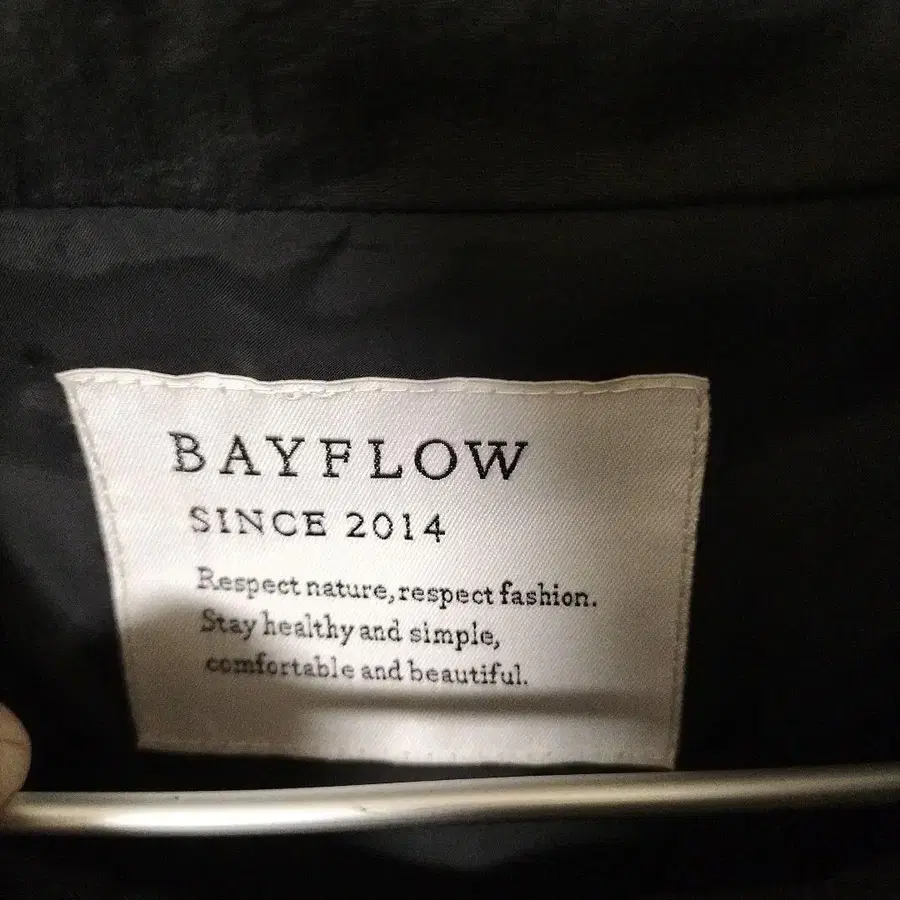 BAYFLOW
SINCE 2014
Respect nature, respect fashion.
Stay healthy and simple,
comfortable and beautiful.